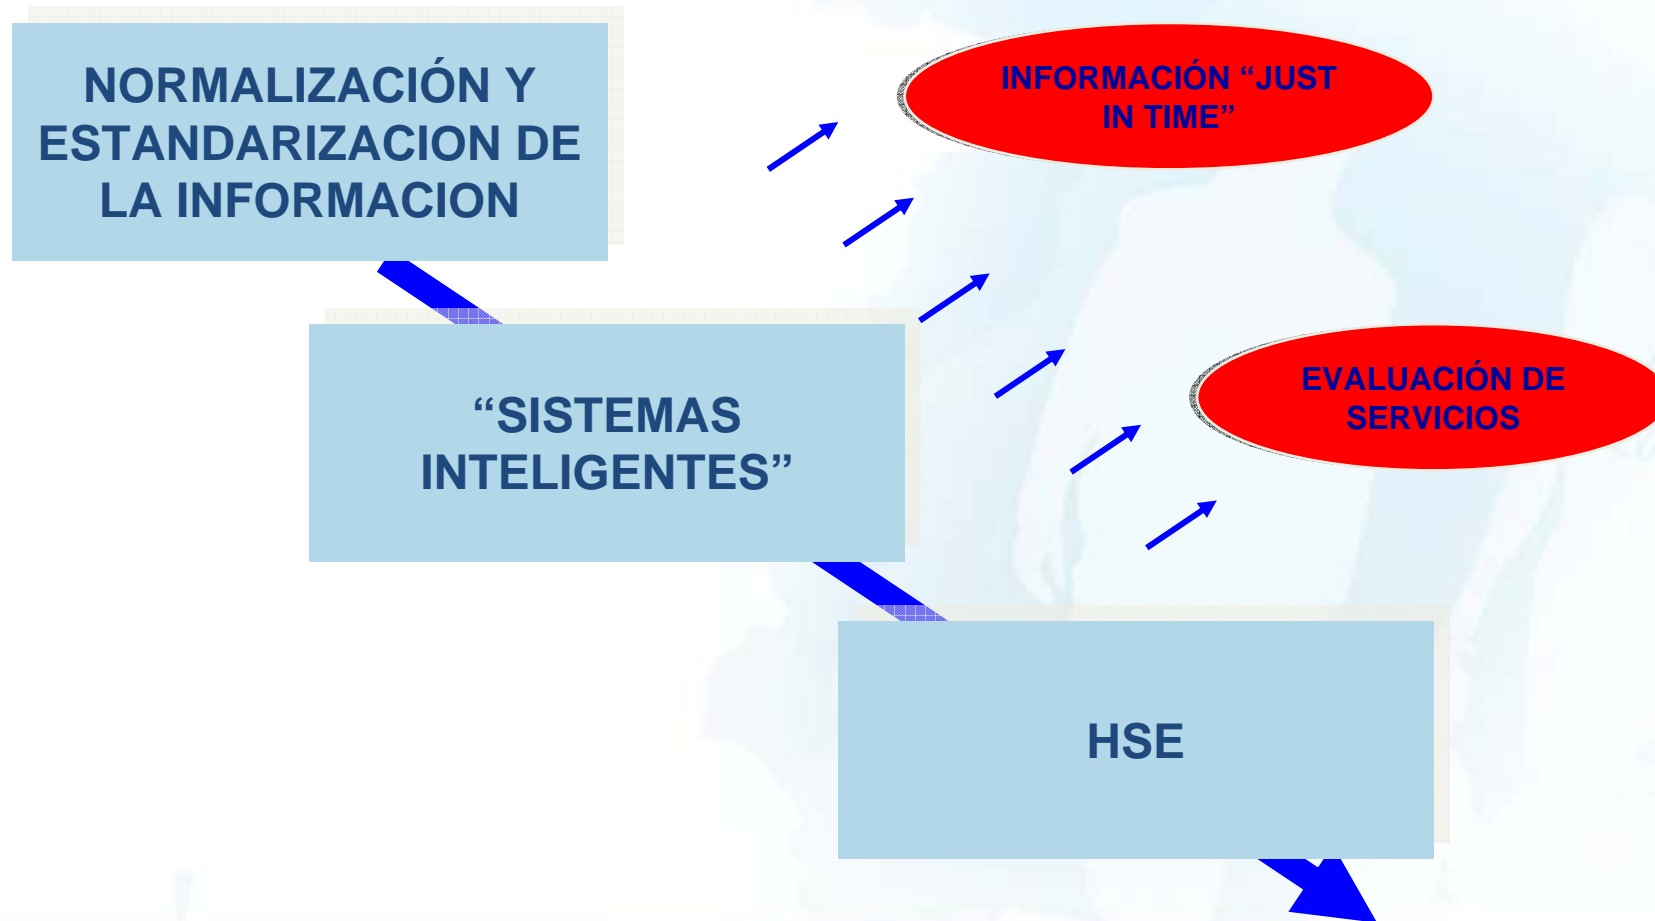 NORMALIZACIÓN Y
ESTANDARIZACION DE
LA INFORMACION
INFORMACIÓN “JUST
IN TIME”
“SISTEMAS
INTELIGENTES”
EVALUACIÓN DE
SERVICIOS
HSE